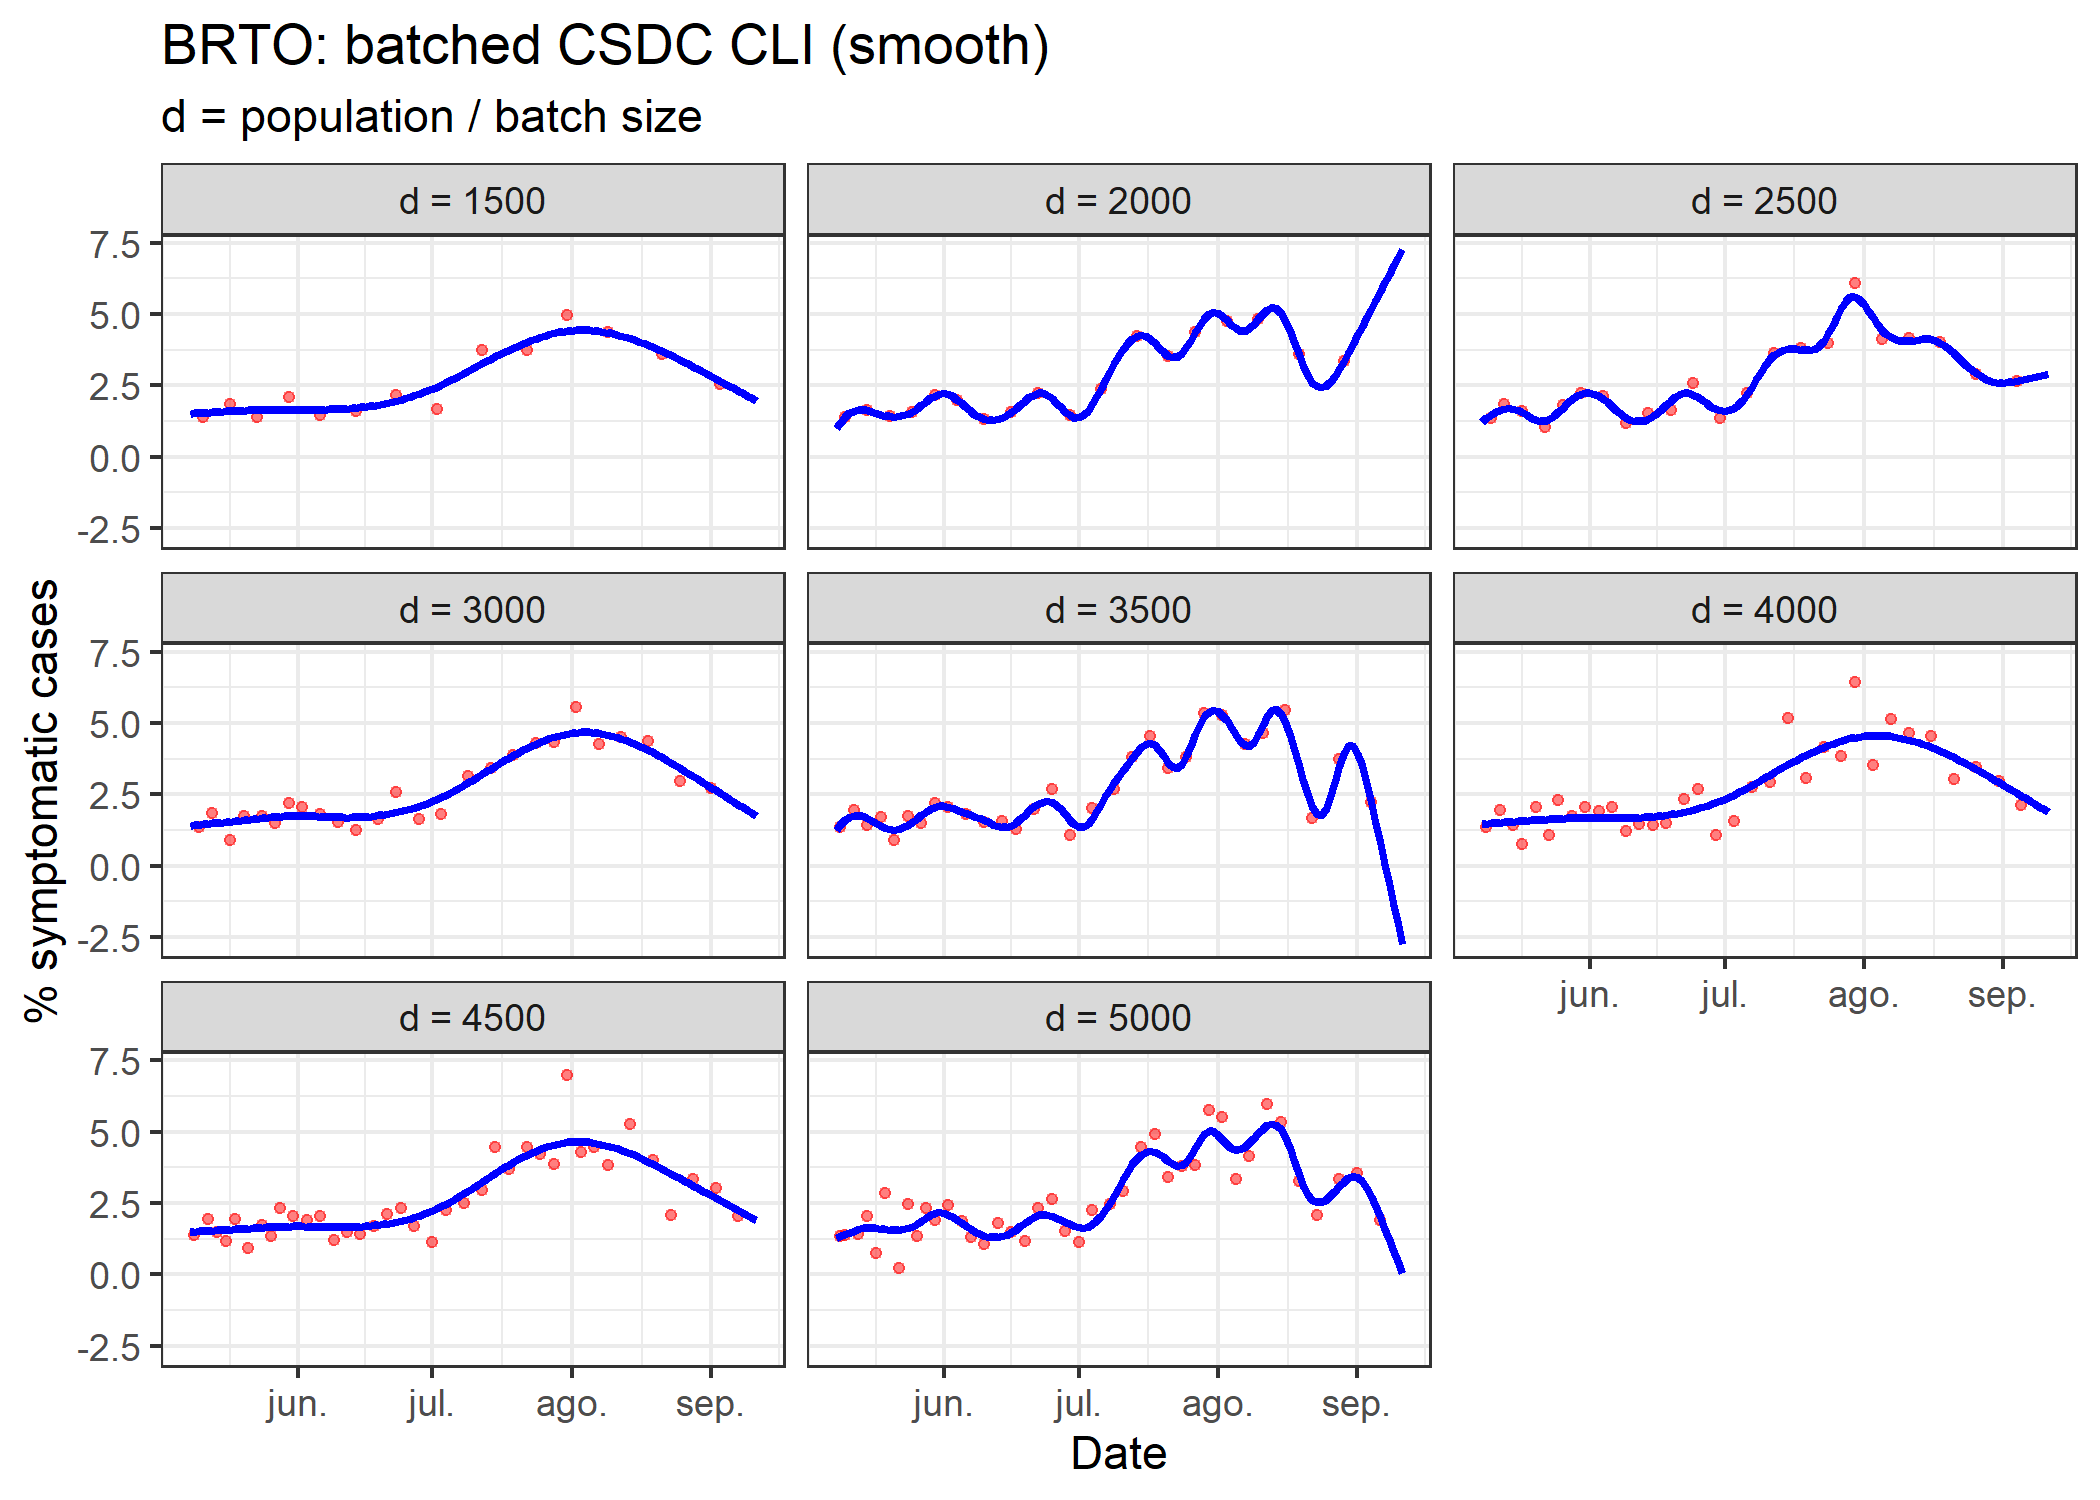 BRTO: batched CSDC CLI (smooth)
d = population / batch size
d = 1500
d = 2000
d = 2500
7.5
5.0
2.5
0.0
-2.5
d = 3000
d = 3500
d = 4000
7.5
5.0
2.5
0.0
-2.5
jun.
jul.
ago.
sep.
d = 4500
d = 5000
7.5
5.0
2.5
0.0
-2.5
jun.
jul.
ago.
sep.
jun.
jul.
ago.
sep.
Date
% symptomatic cases